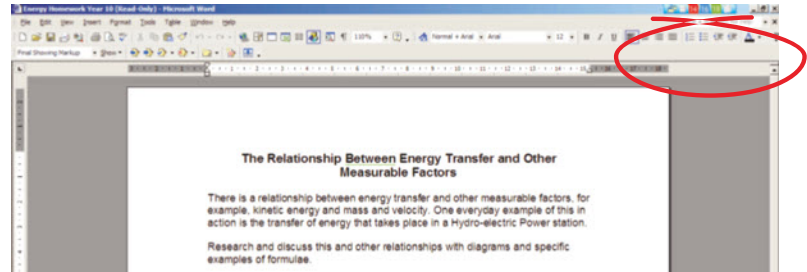 Energy Homework Year 10 (Read-Only) - Microsoft Word
File Edit View Insert Format Tools Table Window Help
110% Normal + Arial Arial 12 B I U
Final Showing Markup Show
The Relationship Between Energy Transfer and Other
Measurable Factors
There is a relationship between energy transfer and other measurable factors, for
example, kinetic energy and mass and velocity. One everyday example of this in
action is the transfer of energy that takes place in a Hydro-electric Power station.
Research and discuss this and other relationships with diagrams and specific
examples of formulae.